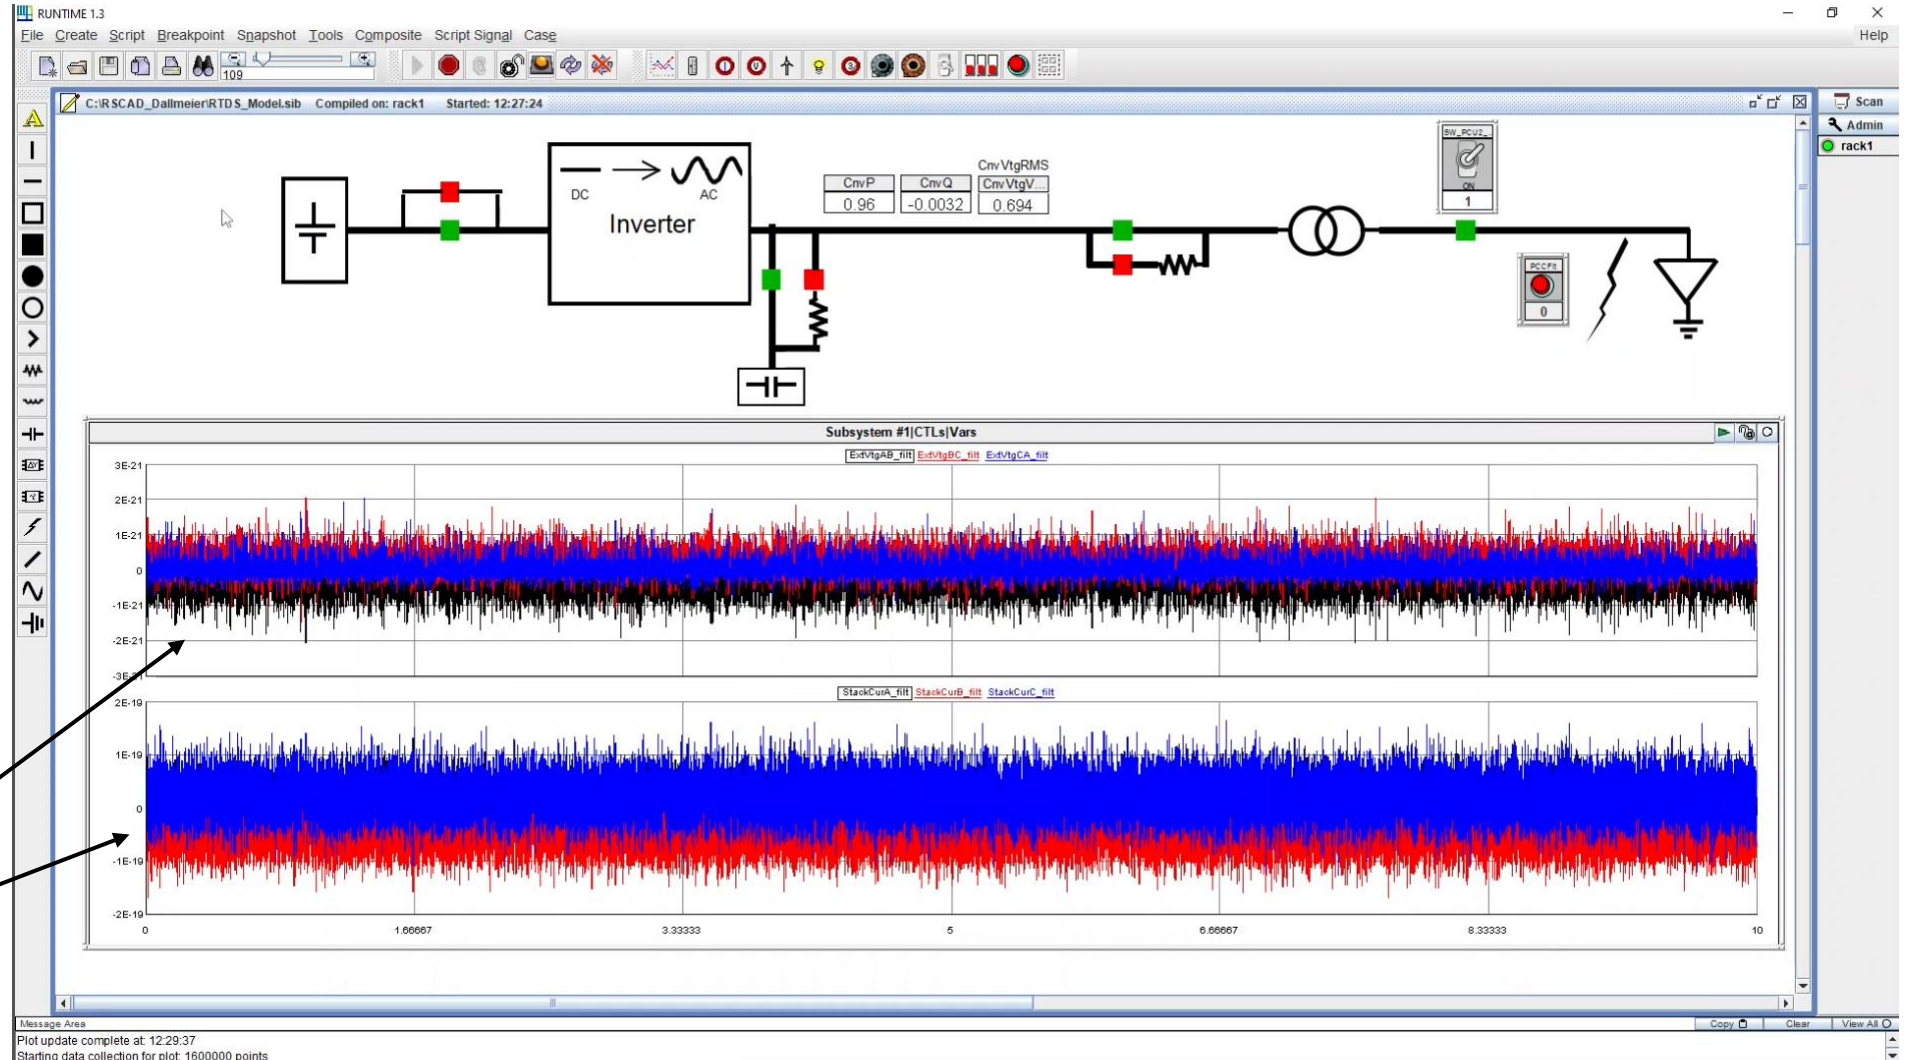 RUNTIME 1.3
File Create Script Breakpoint Snapshot Tools Composite Script Signal Case Help
109
C:\RSCAD_Dallmeier\RTDS_Model.sib Compiled on: rack1 Started: 12:27:24
Scan
Admin
rack1
SW_PCU2_
ON
1
DC AC
Inverter
CnvVtgRMS
CnvP CnvQ CnvVtgV...
0.96 -0.0032 0.694
PCCFlt
0
Subsystem #1|CTLs|Vars
ExtVtgAB_filt ExtVtgBC_filt ExtVtgCA_filt
3E-21
2E-21
1E-21
0
-1E-21
-2E-21
-3E-21
StackCurA_filt StackCurB_filt StackCurC_filt
2E-19
1E-19
0
-1E-19
-2E-19
0 1.66667 3.33333 5 6.66667 8.33333 10
Message Area Copy Clear View All
Plot update complete at: 12:29:37
Starting data collection for plot: 1600000 points